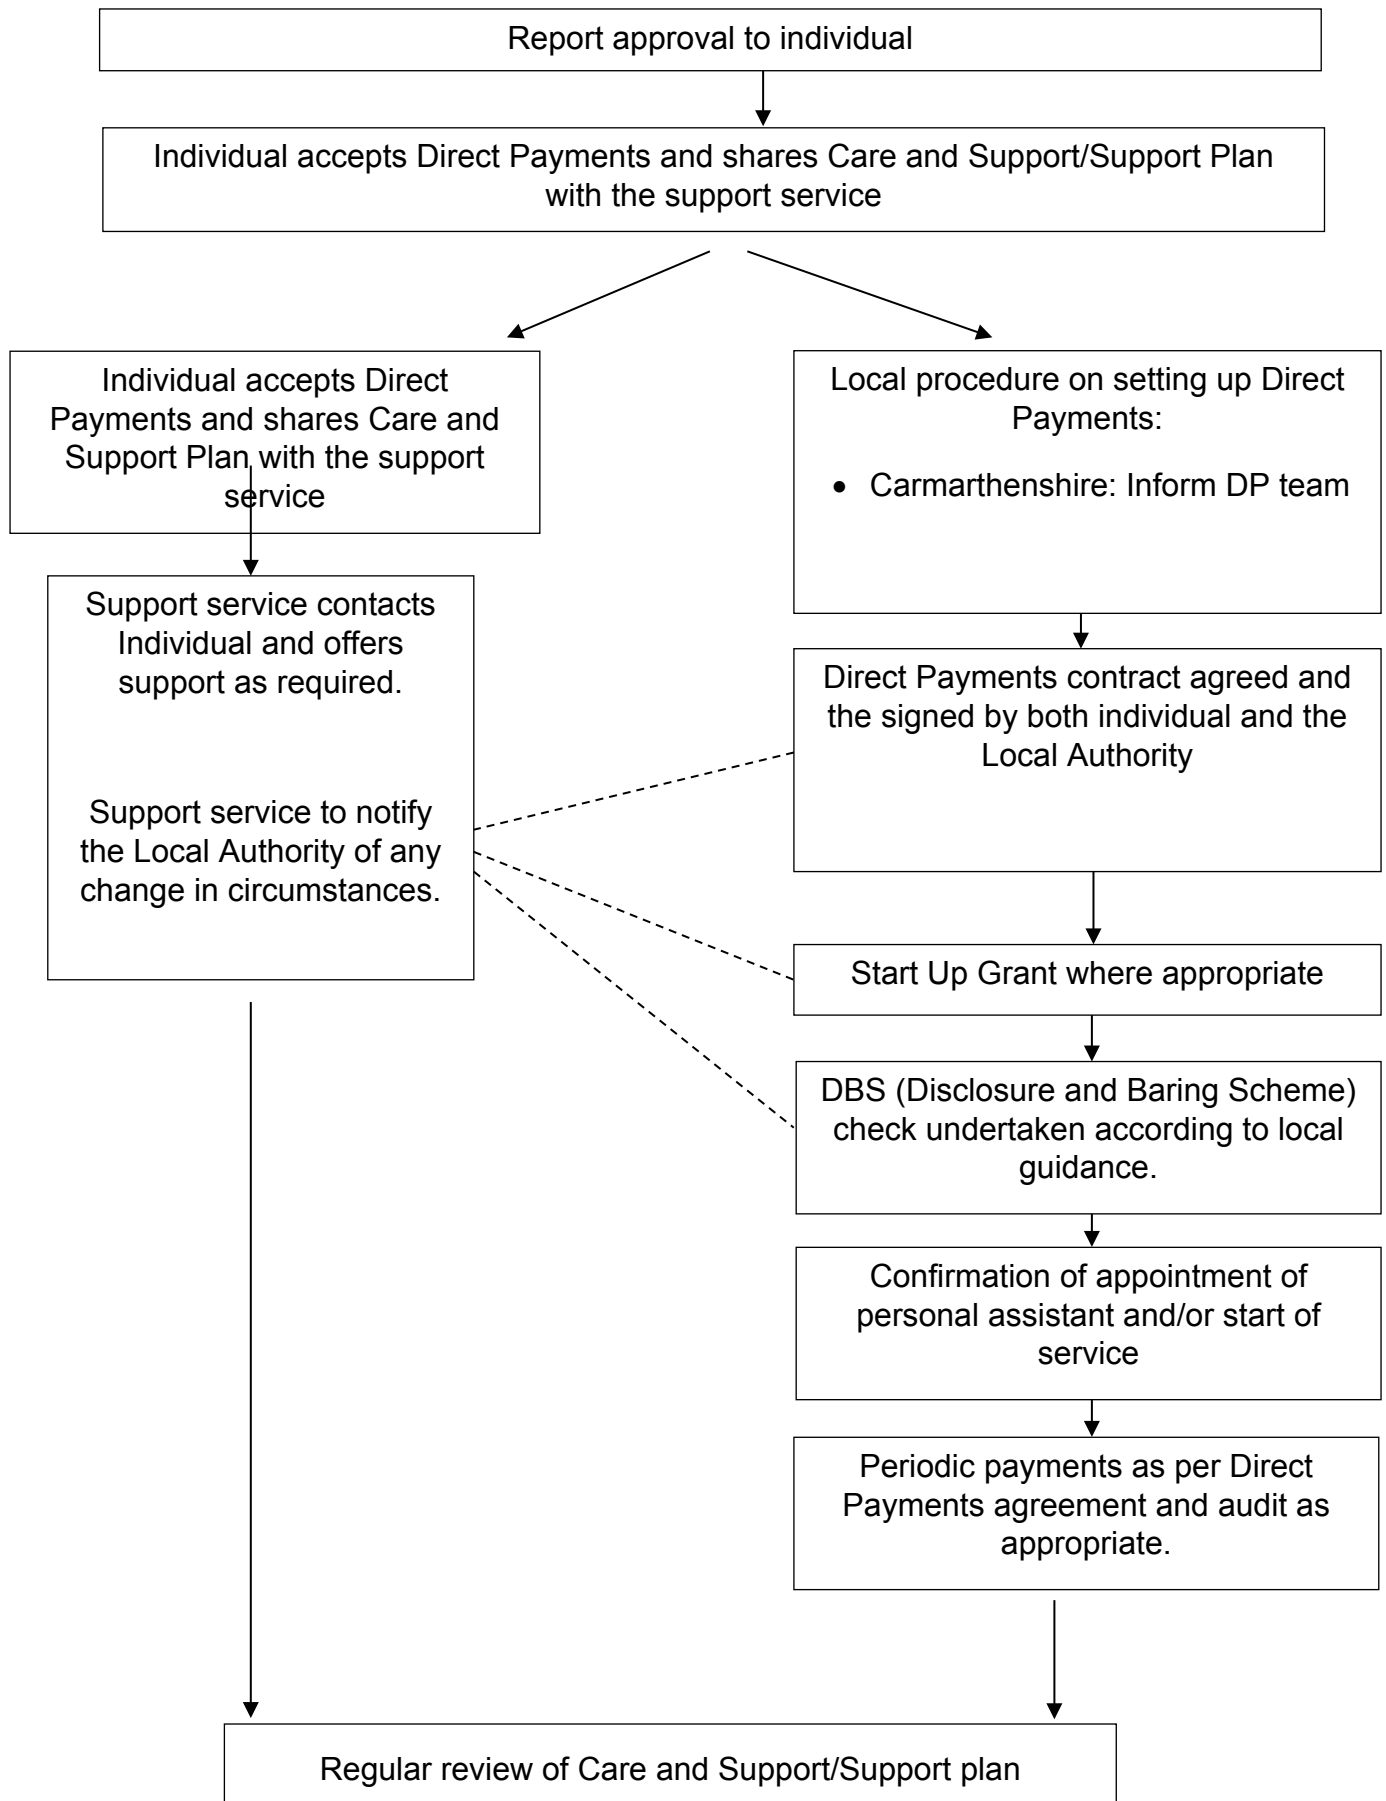 Report approval to individual
Individual accepts Direct Payments and shares Care and Support/Support Plan
with the support service
Individual accepts Direct
Payments and shares Care and
Support Plan with the support
service
Support service contacts
Individual and offers
support as required.
Support service to notify
the Local Authority of any
change in circumstances.
Local procedure on setting up Direct
Payments:
• Carmarthenshire: Inform DP team
Direct Payments contract agreed and
the signed by both individual and the
Local Authority
Start Up Grant where appropriate
DBS (Disclosure and Baring Scheme)
check undertaken according to local
guidance.
Confirmation of appointment of
personal assistant and/or start of
service
Periodic payments as per Direct
Payments agreement and audit as
appropriate.
Regular review of Care and Support/Support plan